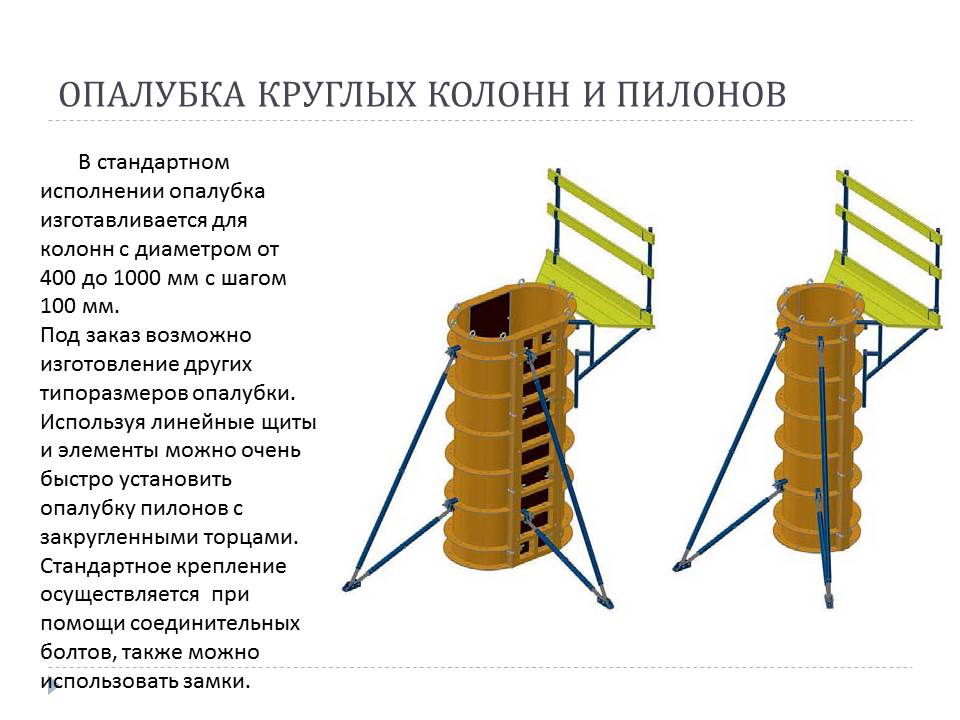 ОПАЛУБКА КРУГЛЫХ КОЛОНН И ПИЛОНОВ
В стандартном
исполнении опалубка
изготавливается для
колонн с диаметром от
400 до 1000 мм с шагом
100 мм.
Под заказ возможно
изготовление других
типоразмеров опалубки.
Используя линейные щиты
и элементы можно очень
быстро установить
опалубку пилонов с
закругленными торцами.
Стандартное крепление
осуществляется при
помощи соединительных
болтов, также можно
использовать замки.